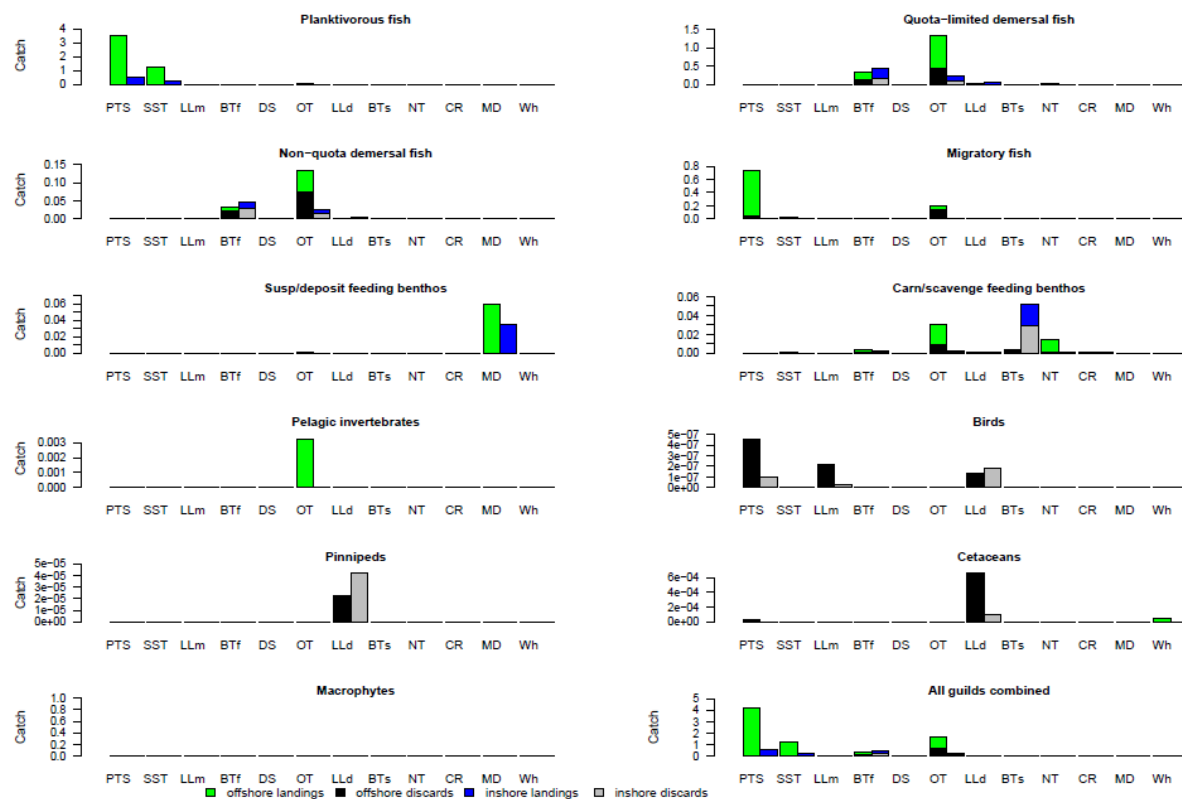 Planktivorous fish
Catch
4
3
2
1
0
PTS SST LLm BTf DS OT LLd BTs NT CR MD Wh
Quota−limited demersal fish
Catch
1.5
1.0
0.5
0.0
PTS SST LLm BTf DS OT LLd BTs NT CR MD Wh
Non−quota demersal fish
Catch
0.15
0.10
0.05
0.00
PTS SST LLm BTf DS OT LLd BTs NT CR MD Wh
Migratory fish
Catch
0.8
0.6
0.4
0.2
0.0
PTS SST LLm BTf DS OT LLd BTs NT CR MD Wh
Susp/deposit feeding benthos
Catch
0.06
0.04
0.02
0.00
PTS SST LLm BTf DS OT LLd BTs NT CR MD Wh
Carn/scavenge feeding benthos
Catch
0.06
0.04
0.02
0.00
PTS SST LLm BTf DS OT LLd BTs NT CR MD Wh
Pelagic invertebrates
Catch
0.003
0.002
0.001
0.000
PTS SST LLm BTf DS OT LLd BTs NT CR MD Wh
Birds
Catch
5e−07
4e−07
3e−07
2e−07
1e−07
0e+00
PTS SST LLm BTf DS OT LLd BTs NT CR MD Wh
Pinnipeds
Catch
5e−05
4e−05
3e−05
2e−05
1e−05
0e+00
PTS SST LLm BTf DS OT LLd BTs NT CR MD Wh
Cetaceans
Catch
6e−04
4e−04
2e−04
0e+00
PTS SST LLm BTf DS OT LLd BTs NT CR MD Wh
Macrophytes
Catch
1.0
0.8
0.6
0.4
0.2
0.0
PTS SST LLm BTf DS OT LLd BTs NT CR MD Wh
All guilds combined
Catch
5
4
3
2
1
0
PTS SST LLm BTf DS OT LLd BTs NT CR MD Wh
offshore landings offshore discards inshore landings inshore discards